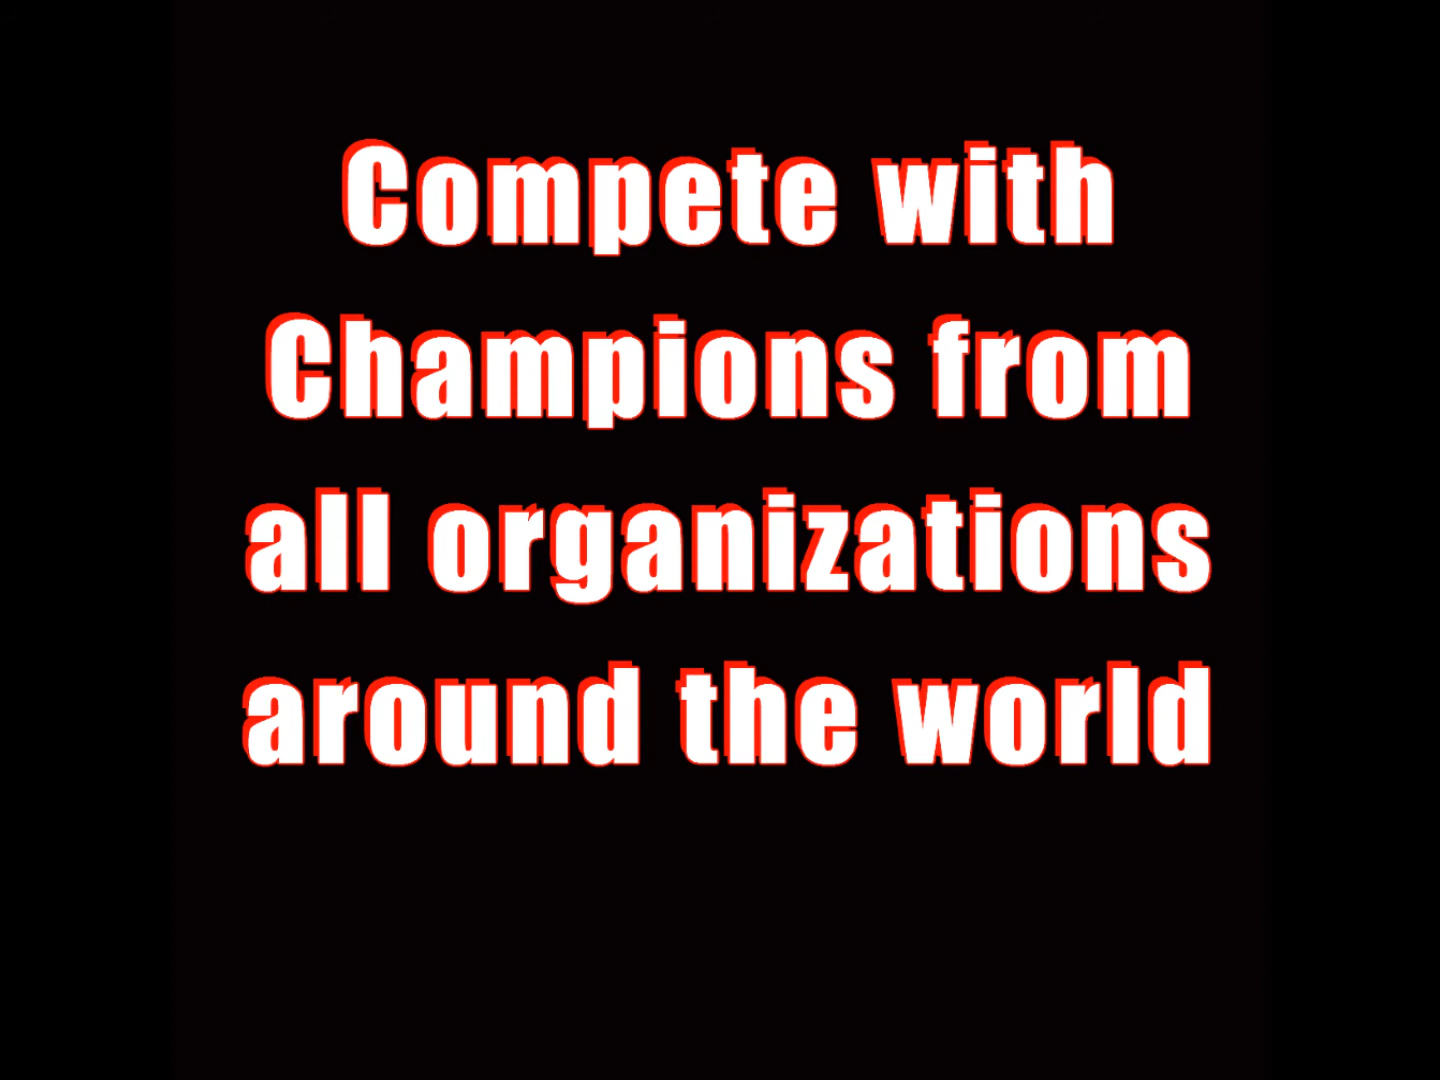 Compete with
Champions from
all organizations
around the world